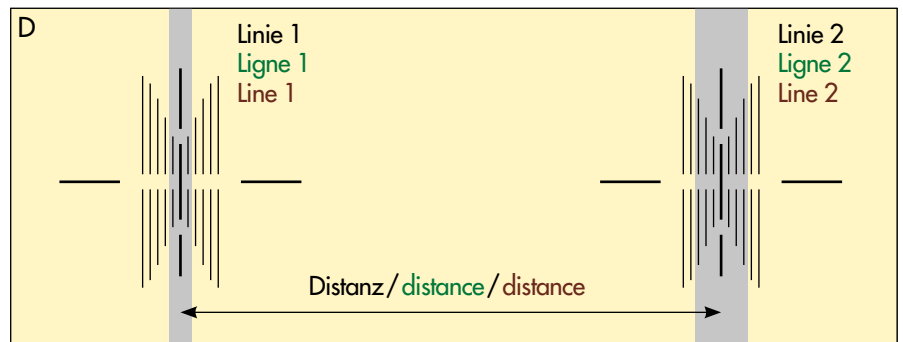 D
Linie 1
Ligne 1
Line 1
Linie 2
Ligne 2
Line 2
Distanz/distance/distance